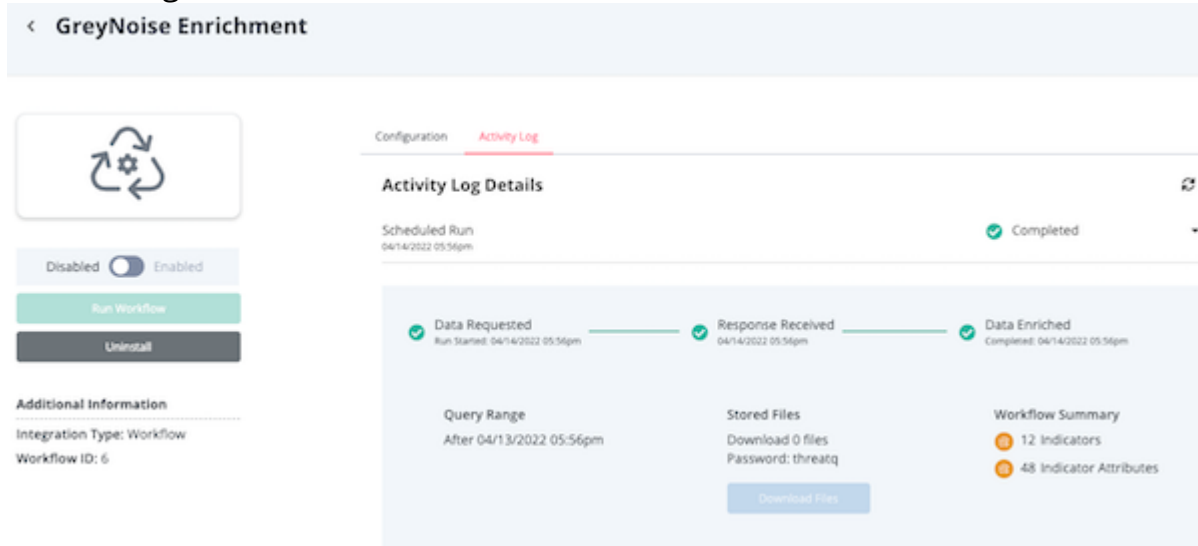 GreyNoise Enrichment
Configuration
Activity Log
Activity Log Details
Scheduled Run
04/14/2022 05:56pm
Completed
Disabled
Enabled
Run Workflow
Uninstall
Additional Information
Integration Type: Workflow
Workflow ID: 6
Data Requested
Run Started: 04/14/2022 05:56pm
Response Received
04/14/2022 05:56pm
Data Enriched
Completed: 04/14/2022 05:56pm
Query Range
After 04/13/2022 05:56pm
Stored Files
Download 0 files
Password: threatq
Download Files
Workflow Summary
12 Indicators
48 Indicator Attributes